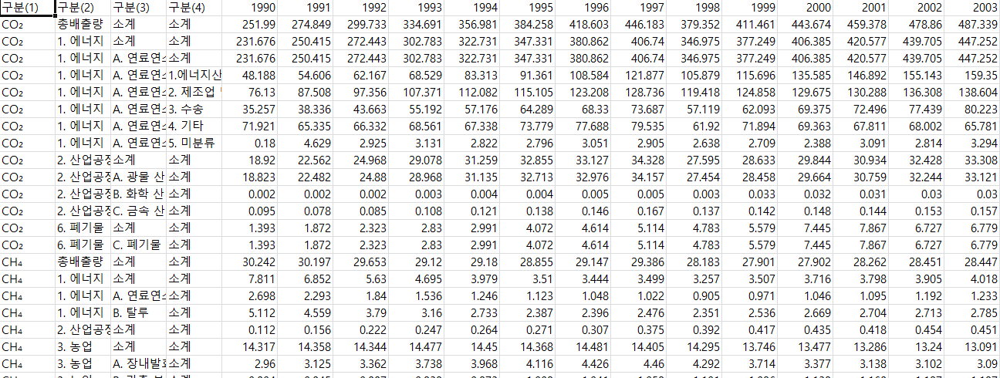 구분(1) 구분(2) 구분(3) 구분(4) 1990 1991 1992 1993 1994 1995 1996 1997 1998 1999 2000 2001 2002 2003
CO₂ 총배출량 소계 소계 251.99 274.849 299.733 334.691 356.981 384.258 418.603 446.183 379.352 411.461 443.674 459.378 478.86 487.339
CO₂ 1. 에너지 소계 소계 231.676 250.415 272.443 302.783 322.731 347.331 380.862 406.74 346.975 377.249 406.385 420.577 439.705 447.252
CO₂ 1. 에너지 A. 연료연소 소계 231.676 250.415 272.443 302.783 322.731 347.331 380.862 406.74 346.975 377.249 406.385 420.577 439.705 447.252
CO₂ 1. 에너지 A. 연료연소 1.에너지산 48.188 54.606 62.167 68.529 83.313 91.361 108.584 121.877 105.879 115.696 135.585 146.892 155.143 159.35
CO₂ 1. 에너지 A. 연료연소 2. 제조업 76.13 87.508 97.356 107.371 112.082 115.105 123.208 128.736 119.418 124.858 129.675 130.288 136.308 138.604
CO₂ 1. 에너지 A. 연료연소 3. 수송 35.257 38.336 43.663 55.192 57.176 64.289 68.33 73.687 57.119 62.093 69.375 72.496 77.439 80.223
CO₂ 1. 에너지 A. 연료연소 4. 기타 71.921 65.335 66.332 68.561 67.338 73.779 77.688 79.535 61.92 71.894 69.363 67.811 68.002 65.781
CO₂ 1. 에너지 A. 연료연소 5. 미분류 0.18 4.629 2.925 3.131 2.822 2.796 3.051 2.905 2.638 2.709 2.388 3.091 2.814 3.294
CO₂ 2. 산업공정 소계 소계 18.92 22.562 24.968 29.078 31.259 32.855 33.127 34.328 27.595 28.633 29.844 30.934 32.428 33.308
CO₂ 2. 산업공정 A. 광물 산 소계 18.823 22.482 24.88 28.968 31.135 32.713 32.976 34.157 27.454 28.458 29.664 30.759 32.244 33.121
CO₂ 2. 산업공정 B. 화학 산 소계 0.002 0.002 0.002 0.003 0.004 0.004 0.005 0.005 0.003 0.033 0.032 0.031 0.03 0.03
CO₂ 2. 산업공정 C. 금속 산 소계 0.095 0.078 0.085 0.108 0.121 0.138 0.146 0.167 0.137 0.142 0.148 0.144 0.153 0.157
CO₂ 6. 폐기물 소계 소계 1.393 1.872 2.323 2.83 2.991 4.072 4.614 5.114 4.783 5.579 7.445 7.867 6.727 6.779
CO₂ 6. 폐기물 C. 폐기물 소계 1.393 1.872 2.323 2.83 2.991 4.072 4.614 5.114 4.783 5.579 7.445 7.867 6.727 6.779
CH₄ 총배출량 소계 소계 30.242 30.197 29.653 29.12 29.18 28.855 29.147 29.386 28.183 27.901 27.902 28.262 28.451 28.447
CH₄ 1. 에너지 소계 소계 7.811 6.852 5.63 4.695 3.979 3.51 3.444 3.499 3.257 3.507 3.716 3.798 3.905 4.018
CH₄ 1. 에너지 A. 연료연소 소계 2.698 2.293 1.84 1.536 1.246 1.123 1.048 1.022 0.905 0.971 1.046 1.095 1.192 1.233
CH₄ 1. 에너지 B. 탈루 소계 5.112 4.559 3.79 3.16 2.733 2.387 2.396 2.476 2.351 2.536 2.669 2.704 2.713 2.785
CH₄ 2. 산업공정 소계 소계 0.112 0.156 0.222 0.247 0.264 0.271 0.307 0.375 0.392 0.417 0.435 0.418 0.454 0.451
CH₄ 3. 농업 소계 소계 14.317 14.358 14.344 14.477 14.45 14.368 14.481 14.405 14.295 13.746 13.477 13.286 13.24 13.091
CH₄ 3. 농업 A. 장내발효 소계 2.96 3.125 3.362 3.738 3.968 4.116 4.426 4.46 4.292 3.714 3.377 3.138 3.102 3.09